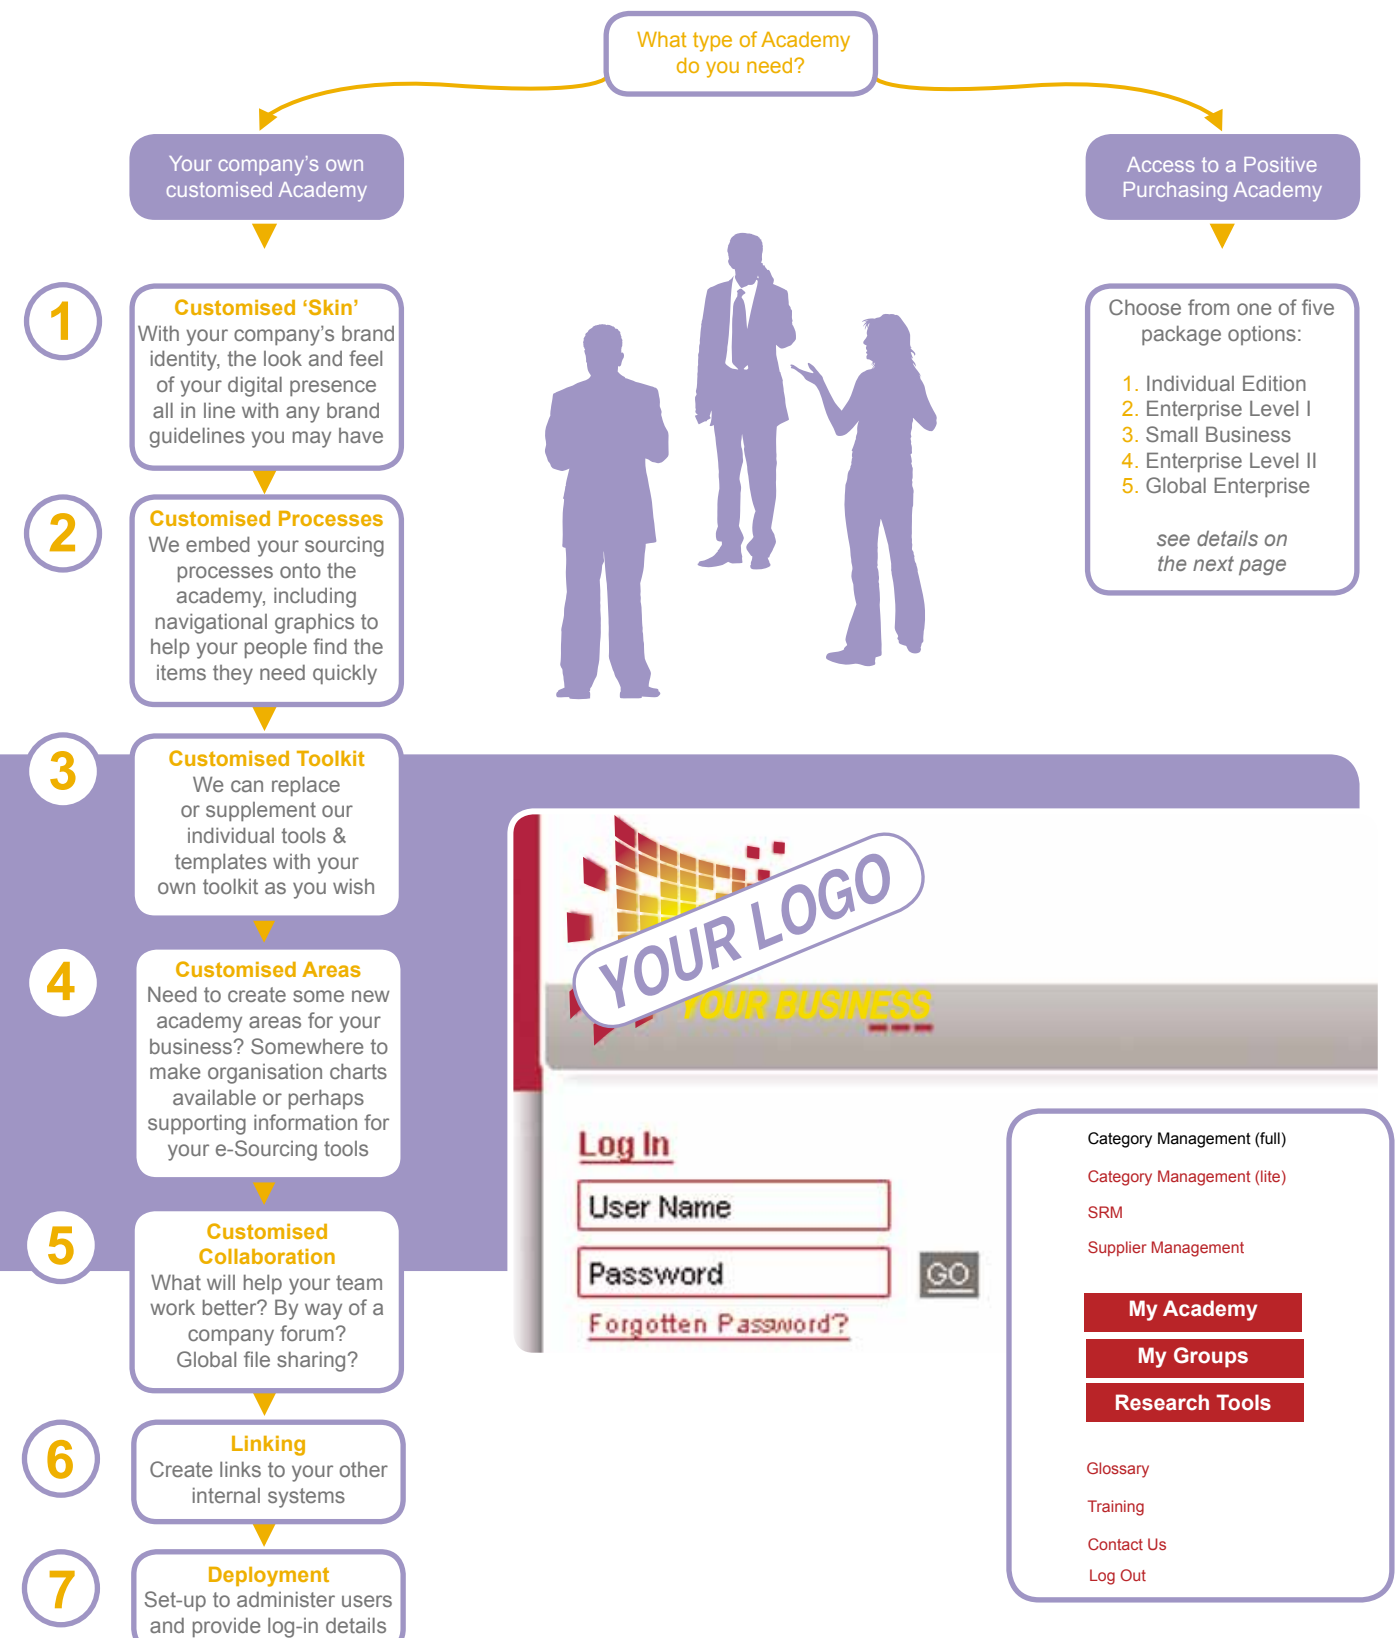 What type of Academy
do you need?
Your company's own
customised Academy
Access to a Positive
Purchasing Academy
1
Customised ‘Skin’
With your company’s brand
identity, the look and feel
of your digital presence
all in line with any brand
guidelines you may have
2
Customised Processes
We embed your sourcing
processes onto the
academy, including
navigational graphics to
help your people find the
items they need quickly
3
Customised Toolkit
We can replace
or supplement our
individual tools &
templates with your
own toolkit as you wish
4
Customised Areas
Need to create some new
academy areas for your
business? Somewhere to
make organisation charts
available or perhaps
supporting information for
your e-Sourcing tools
5
Customised
Collaboration
What will help your team
work better? By way of a
company forum?
Global file sharing?
6
Linking
Create links to your other
internal systems
7
Deployment
Set-up to administer users
and provide log-in details
Choose from one of five
package options:
1. Individual Edition
2. Enterprise Level I
3. Small Business
4. Enterprise Level II
5. Global Enterprise
see details on
the next page
YOUR LOGO
YOUR BUSINESS
Log In
User Name
Password
GO
Forgotten Password?
Category Management (full)
Category Management (lite)
SRM
Supplier Management
My Academy
My Groups
Research Tools
Glossary
Training
Contact Us
Log Out